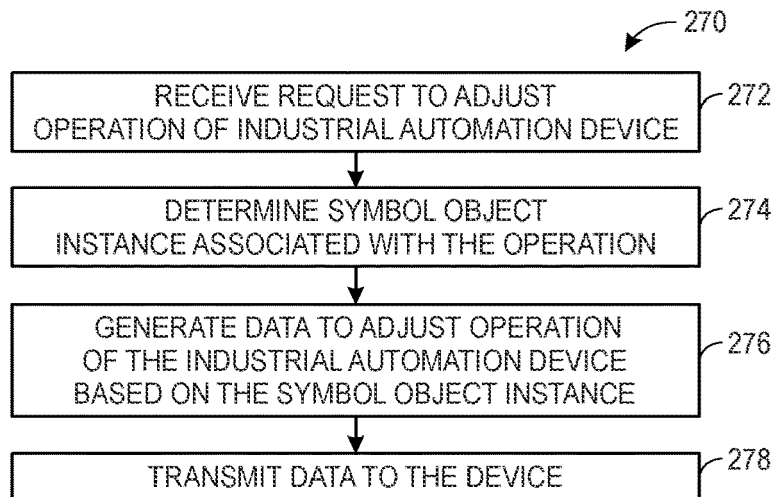 270
RECEIVE REQUEST TO ADJUST
OPERATION OF INDUSTRIAL AUTOMATION DEVICE
272
DETERMINE SYMBOL OBJECT
INSTANCE ASSOCIATED WITH THE OPERATION
274
GENERATE DATA TO ADJUST OPERATION
OF THE INDUSTRIAL AUTOMATION DEVICE
BASED ON THE SYMBOL OBJECT INSTANCE
276
TRANSMIT DATA TO THE DEVICE
278